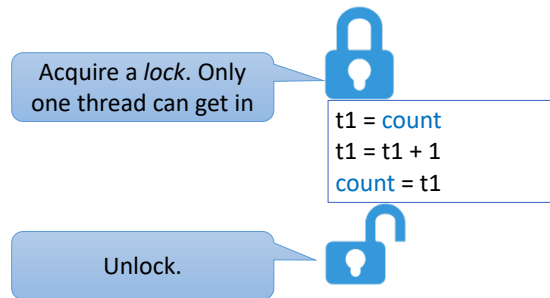 Acquire a lock. Only
one thread can get in
t1 = count
t1 = t1 + 1
count = t1
Unlock.